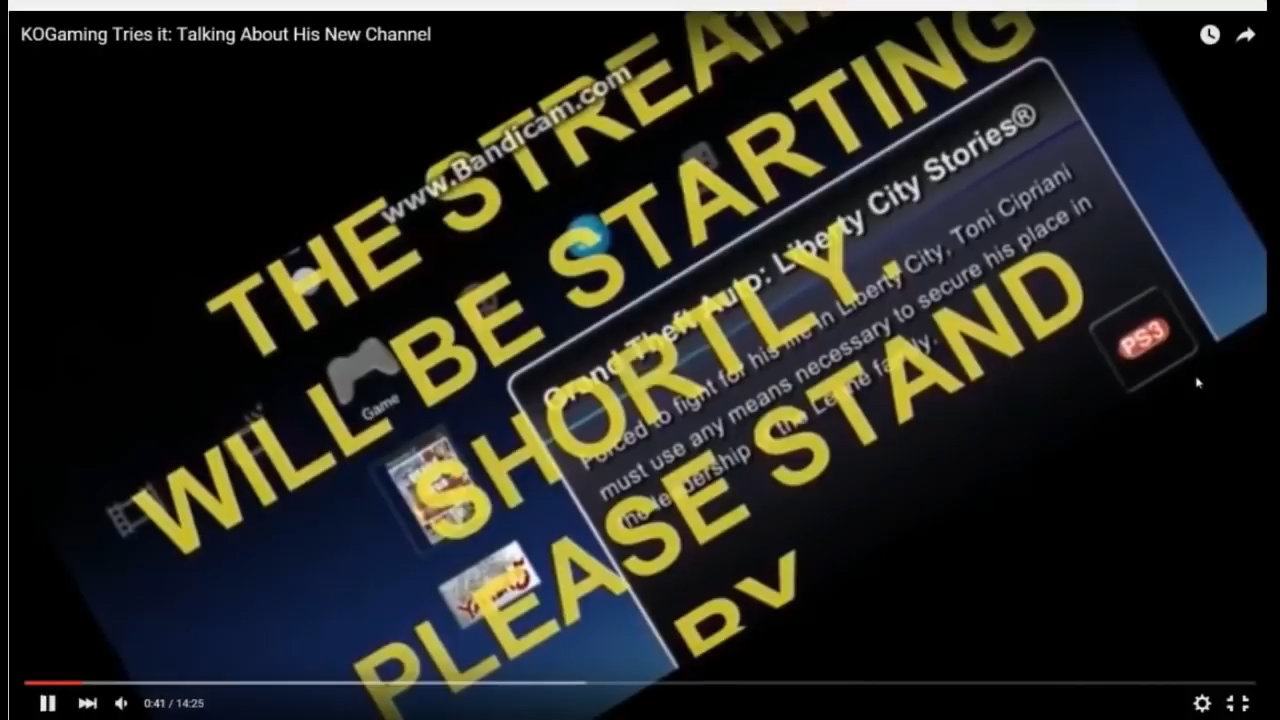 KOGaming Tries it: Talking About His New Channel
THE STREAM
WILL BE STARTING
SHORTLY.
PLEASE STAND
BY
www.Bandicam.com
Grand Theft Auto: Liberty City Stories®
Forced to fight for his life in Liberty City, Toni Cipriani
must use any means necessary to secure his place in
the leadership of the Leone family.
PS3
Game
0:41 / 14:25